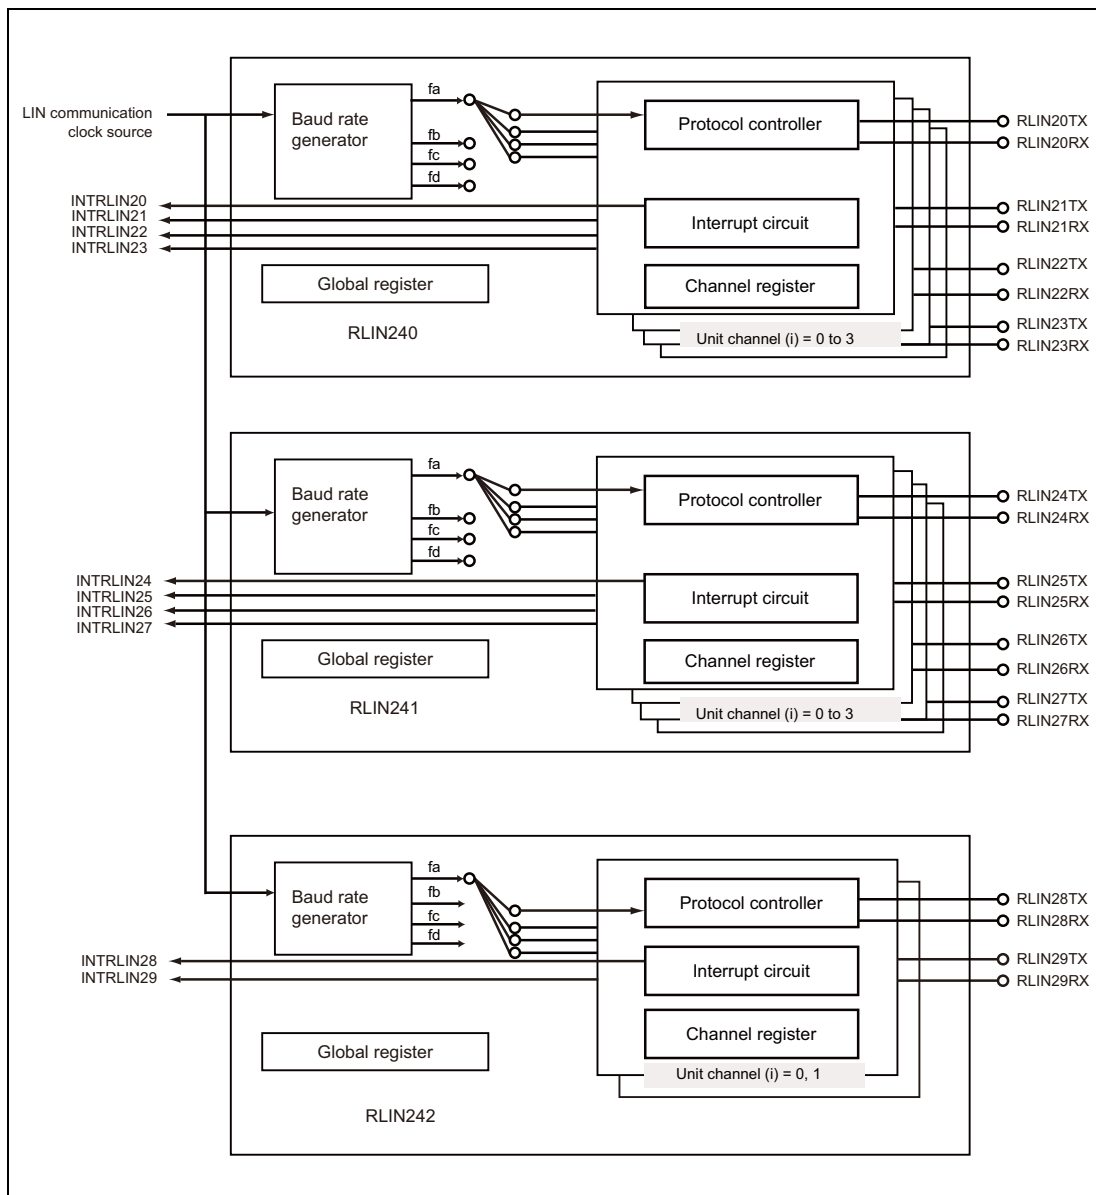 LIN communication
clock source
Baud rate
generator
fa
fb
fc
fd
Protocol controller
RLIN20TX
RLIN20RX
INTRLIN20
INTRLIN21
INTRLIN22
INTRLIN23
Interrupt circuit
RLIN21TX
RLIN21RX
Global register
Channel register
RLIN22TX
RLIN22RX
RLIN240
Unit channel (i) = 0 to 3
RLIN23TX
RLIN23RX
Baud rate
generator
fa
fb
fc
fd
Protocol controller
RLIN24TX
RLIN24RX
INTRLIN24
INTRLIN25
INTRLIN26
INTRLIN27
Interrupt circuit
RLIN25TX
RLIN25RX
Global register
Channel register
RLIN26TX
RLIN26RX
RLIN241
Unit channel (i) = 0 to 3
RLIN27TX
RLIN27RX
Baud rate
generator
fa
fb
fc
fd
Protocol controller
RLIN28TX
RLIN28RX
INTRLIN28
INTRLIN29
Interrupt circuit
RLIN29TX
RLIN29RX
Global register
Channel register
Unit channel (i) = 0, 1
RLIN242